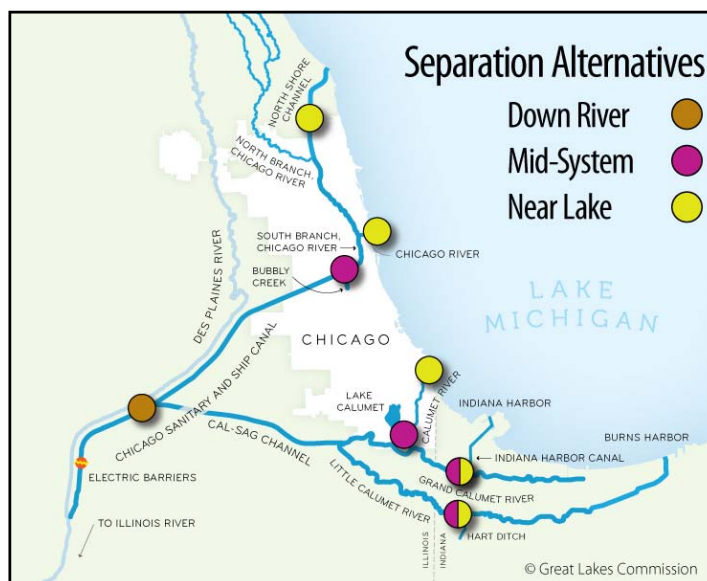 Separation Alternatives
Down River
Mid-System
Near Lake
NORTH SHORE
CHANNEL
NORTH BRANCH,
CHICAGO RIVER
SOUTH BRANCH,
CHICAGO RIVER
CHICAGO RIVER
BUBBLY
CREEK
DES PLAINES RIVER
LAKE
MICHIGAN
CHICAGO
CHICAGO SANITARY AND SHIP CANAL
LAKE
CALUMET
CALUMET RIVER
INDIANA HARBOR
BURNS HARBOR
CAL-SAG CHANNEL
INDIANA HARBOR CANAL
ELECTRIC BARRIERS
GRAND CALUMET RIVER
LITTLE CALUMET RIVER
TO ILLINOIS RIVER
ILLINOIS
INDIANA
HART DITCH
© Great Lakes Commission